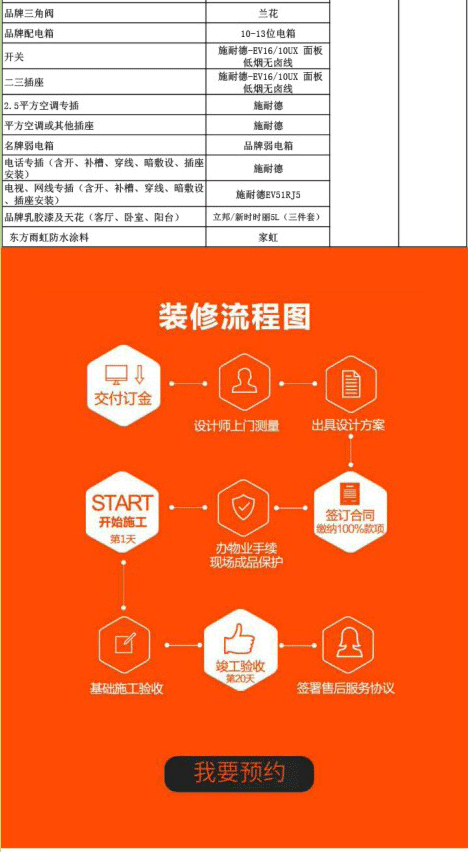 品牌三角阀 兰花
品牌配电箱 10-13位电箱
开关 施耐德-EV16/10UX 面板
低烟无卤线
二三插座 施耐德-EV16/10UX 面板
低烟无卤线
2.5平方空调专插 施耐德
平方空调或其他插座 施耐德
名牌弱电箱 品牌弱电箱
电话专插（含开、补槽、穿线、暗敷设、插座
安装） 施耐德
电视、网线专插（含开、补槽、穿线、暗敷设
、插座安装） 施耐德EV51RJ5
品牌乳胶漆及天花（客厅、卧室、阳台） 立邦/新时时丽5L（三件套）
东方雨虹防水涂料 家虹
装修流程图
交付订金
设计师上门测量
出具设计方案
START
开始施工
第1天
办物业手续
现场成品保护
签订合同
缴纳100%款项
基础施工验收
竣工验收
第20天
签署售后服务协议
我要预约